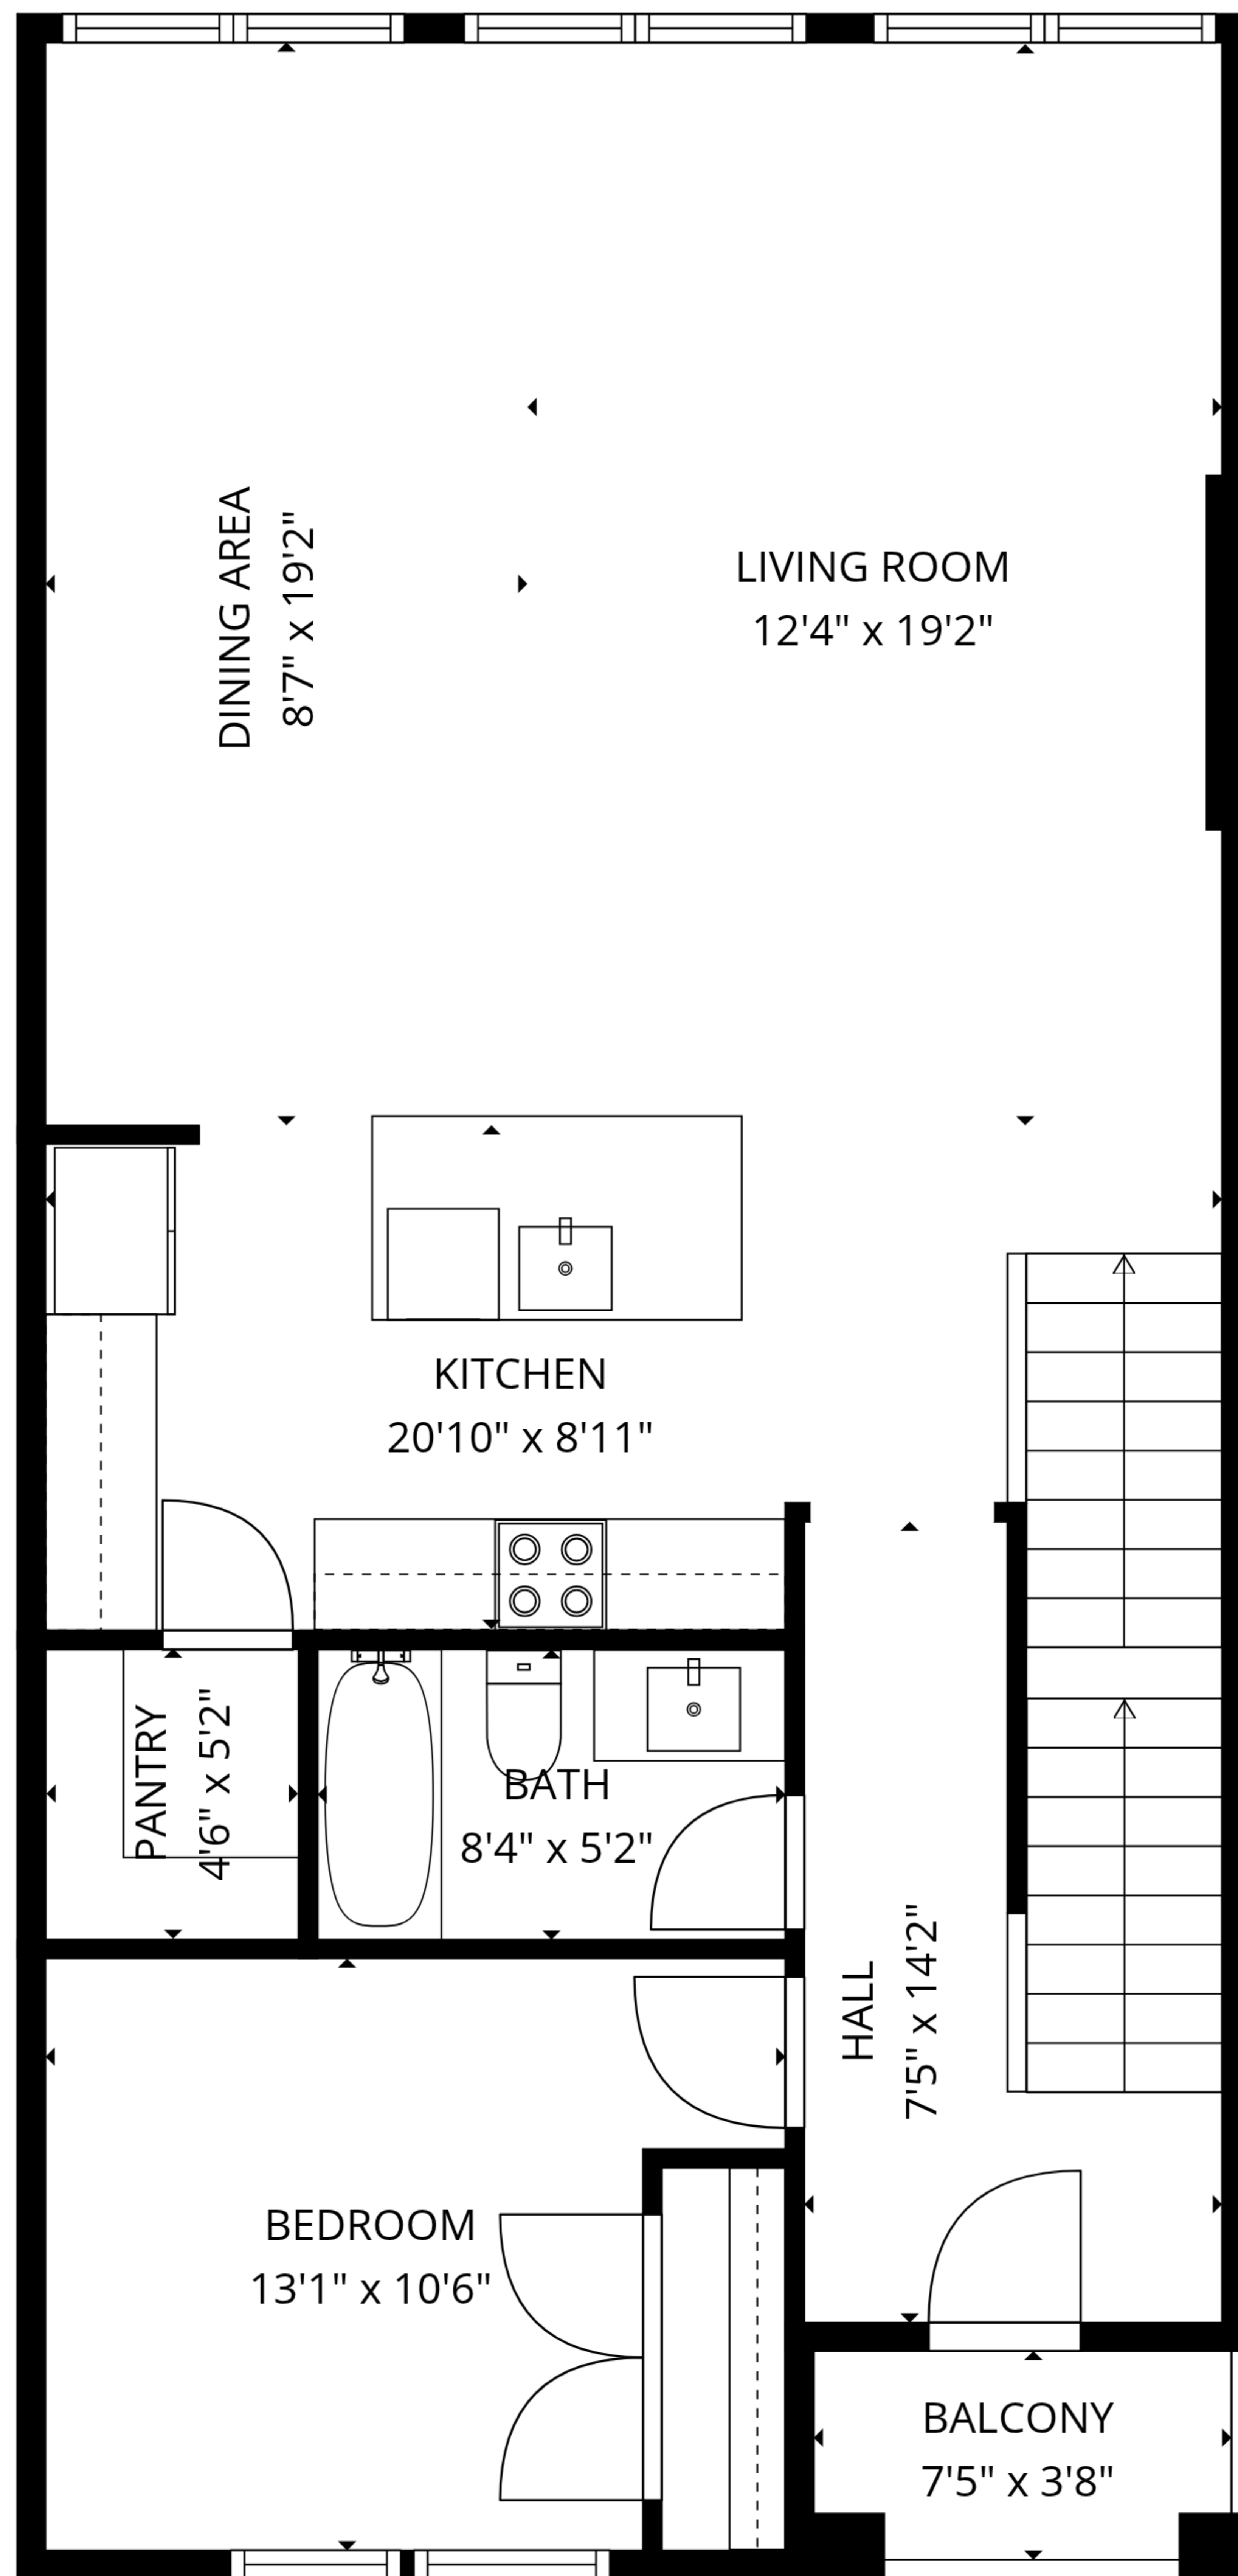 DINING AREA
8'7" x 19'2"
LIVING ROOM
12'4" x 19'2"
KITCHEN
20'10" x 8'11"
PANTRY
4'6" x 5'2"
BATH
8'4" x 5'2"
HALL
7'5" x 14'2"
BEDROOM
13'1" x 10'6"
BALCONY
7'5" x 3'8"